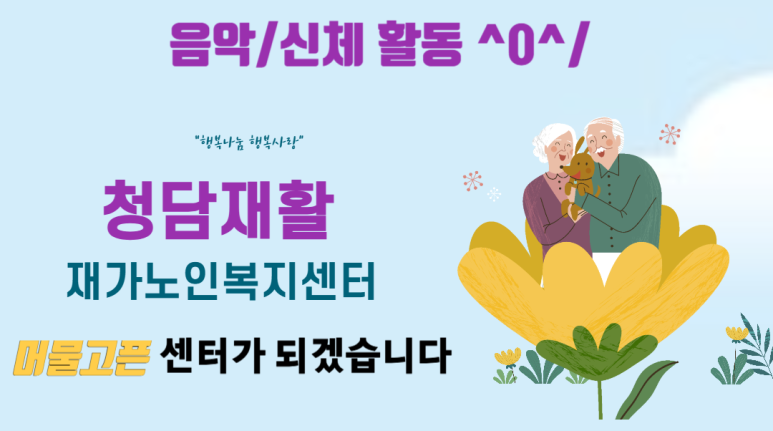 음악/신체 활동 ^0^/
"행복나눔 행복사랑"
청담재활
재가노인복지센터
머물고픈 센터가 되겠습니다